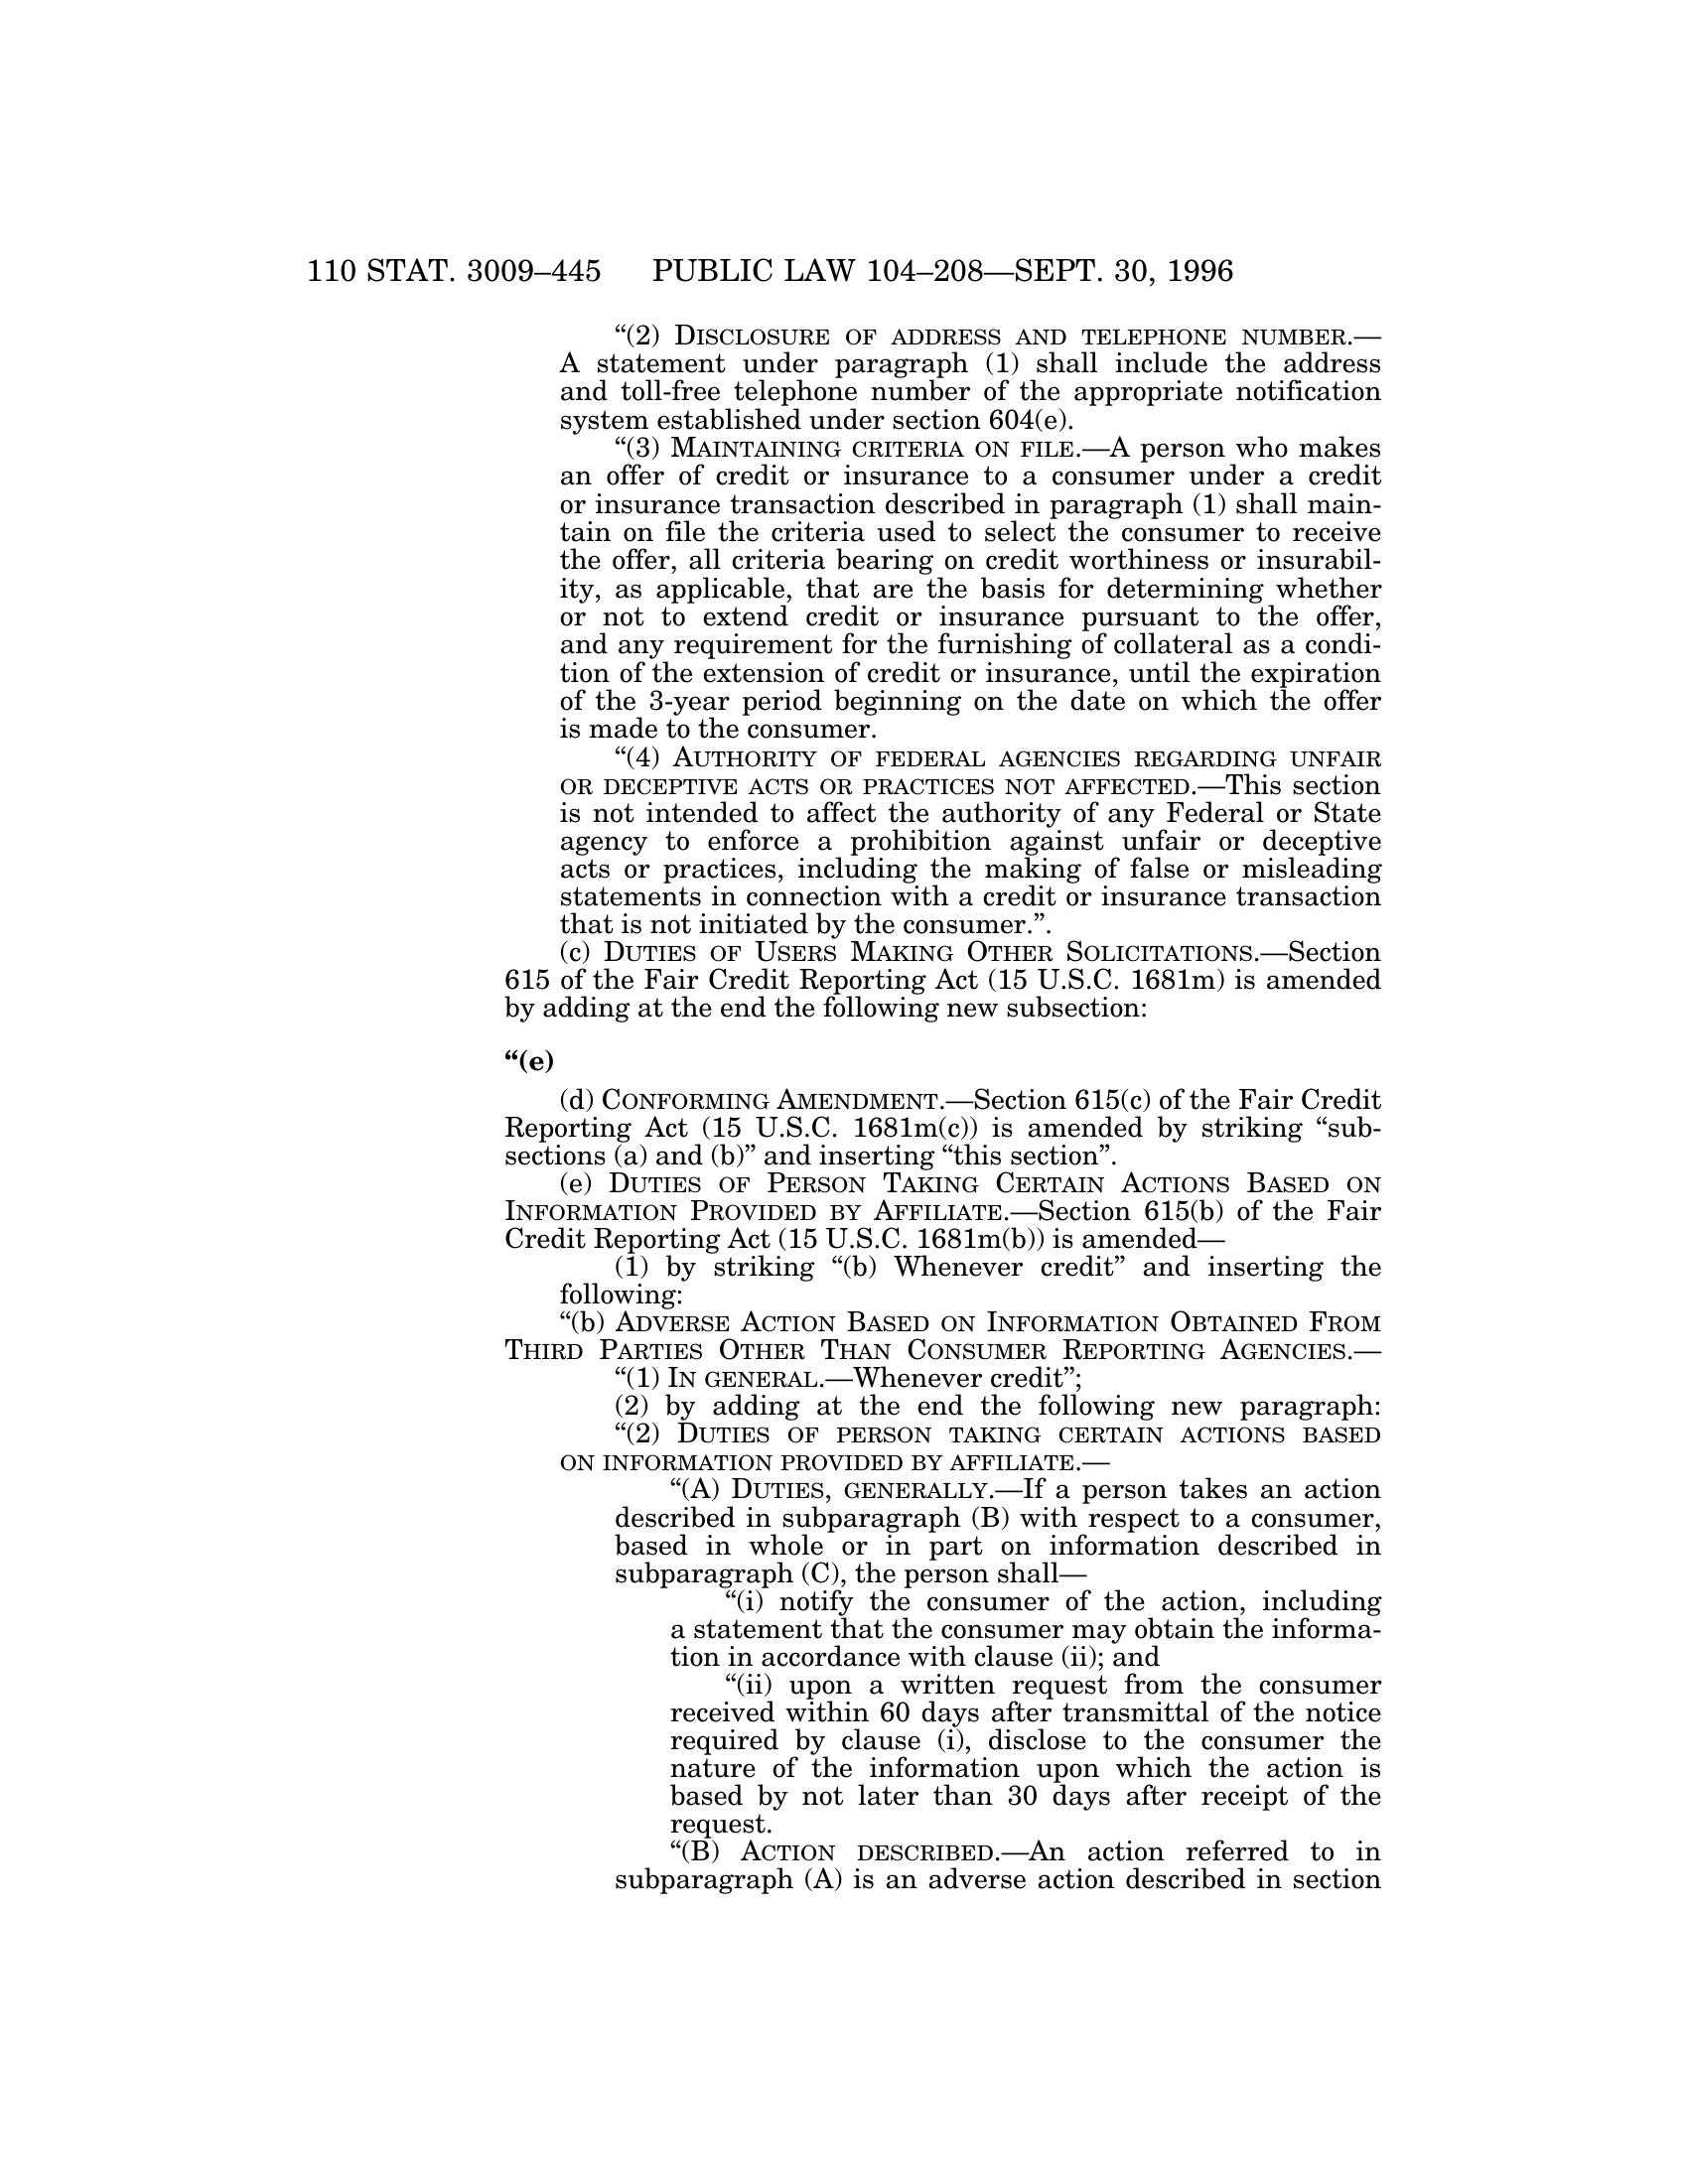 110 STAT. 3009–445 PUBLIC LAW 104–208—SEPT. 30, 1996
“(2) DISCLOSURE OF ADDRESS AND TELEPHONE NUMBER.—
A statement under paragraph (1) shall include the address
and toll-free telephone number of the appropriate notification
system established under section 604(e).
“(3) MAINTAINING CRITERIA ON FILE.—A person who makes
an offer of credit or insurance to a consumer under a credit
or insurance transaction described in paragraph (1) shall main-
tain on file the criteria used to select the consumer to receive
the offer, all criteria bearing on credit worthiness or insurabil-
ity, as applicable, that are the basis for determining whether
or not to extend credit or insurance pursuant to the offer,
and any requirement for the furnishing of collateral as a condi-
tion of the extension of credit or insurance, until the expiration
of the 3-year period beginning on the date on which the offer
is made to the consumer.
“(4) AUTHORITY OF FEDERAL AGENCIES REGARDING UNFAIR
OR DECEPTIVE ACTS OR PRACTICES NOT AFFECTED.—This section
is not intended to affect the authority of any Federal or State
agency to enforce a prohibition against unfair or deceptive
acts or practices, including the making of false or misleading
statements in connection with a credit or insurance transaction
that is not initiated by the consumer.”.
(c) DUTIES OF USERS MAKING OTHER SOLICITATIONS.—Section
615 of the Fair Credit Reporting Act (15 U.S.C. 1681m) is amended
by adding at the end the following new subsection:
“(e)
(d) CONFORMING AMENDMENT.—Section 615(c) of the Fair Credit
Reporting Act (15 U.S.C. 1681m(c)) is amended by striking “sub-
sections (a) and (b)” and inserting “this section”.
(e) DUTIES OF PERSON TAKING CERTAIN ACTIONS BASED ON
INFORMATION PROVIDED BY AFFILIATE.—Section 615(b) of the Fair
Credit Reporting Act (15 U.S.C. 1681m(b)) is amended—
(1) by striking “(b) Whenever credit” and inserting the
following:
“(b) ADVERSE ACTION BASED ON INFORMATION OBTAINED FROM
THIRD PARTIES OTHER THAN CONSUMER REPORTING AGENCIES.—
“(1) IN GENERAL.—Whenever credit”;
(2) by adding at the end the following new paragraph:
“(2) DUTIES OF PERSON TAKING CERTAIN ACTIONS BASED
ON INFORMATION PROVIDED BY AFFILIATE.—
“(A) DUTIES, GENERALLY.—If a person takes an action
described in subparagraph (B) with respect to a consumer,
based in whole or in part on information described in
subparagraph (C), the person shall—
“(i) notify the consumer of the action, including
a statement that the consumer may obtain the informa-
tion in accordance with clause (ii); and
“(ii) upon a written request from the consumer
received within 60 days after transmittal of the notice
required by clause (i), disclose to the consumer the
nature of the information upon which the action is
based by not later than 30 days after receipt of the
request.
“(B) ACTION DESCRIBED.—An action referred to in
subparagraph (A) is an adverse action described in section